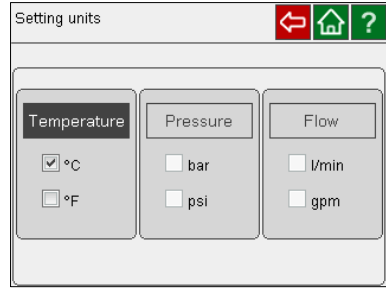 Setting units
?
Temperature
°C
°F
Pressure
bar
psi
Flow
l/min
gpm